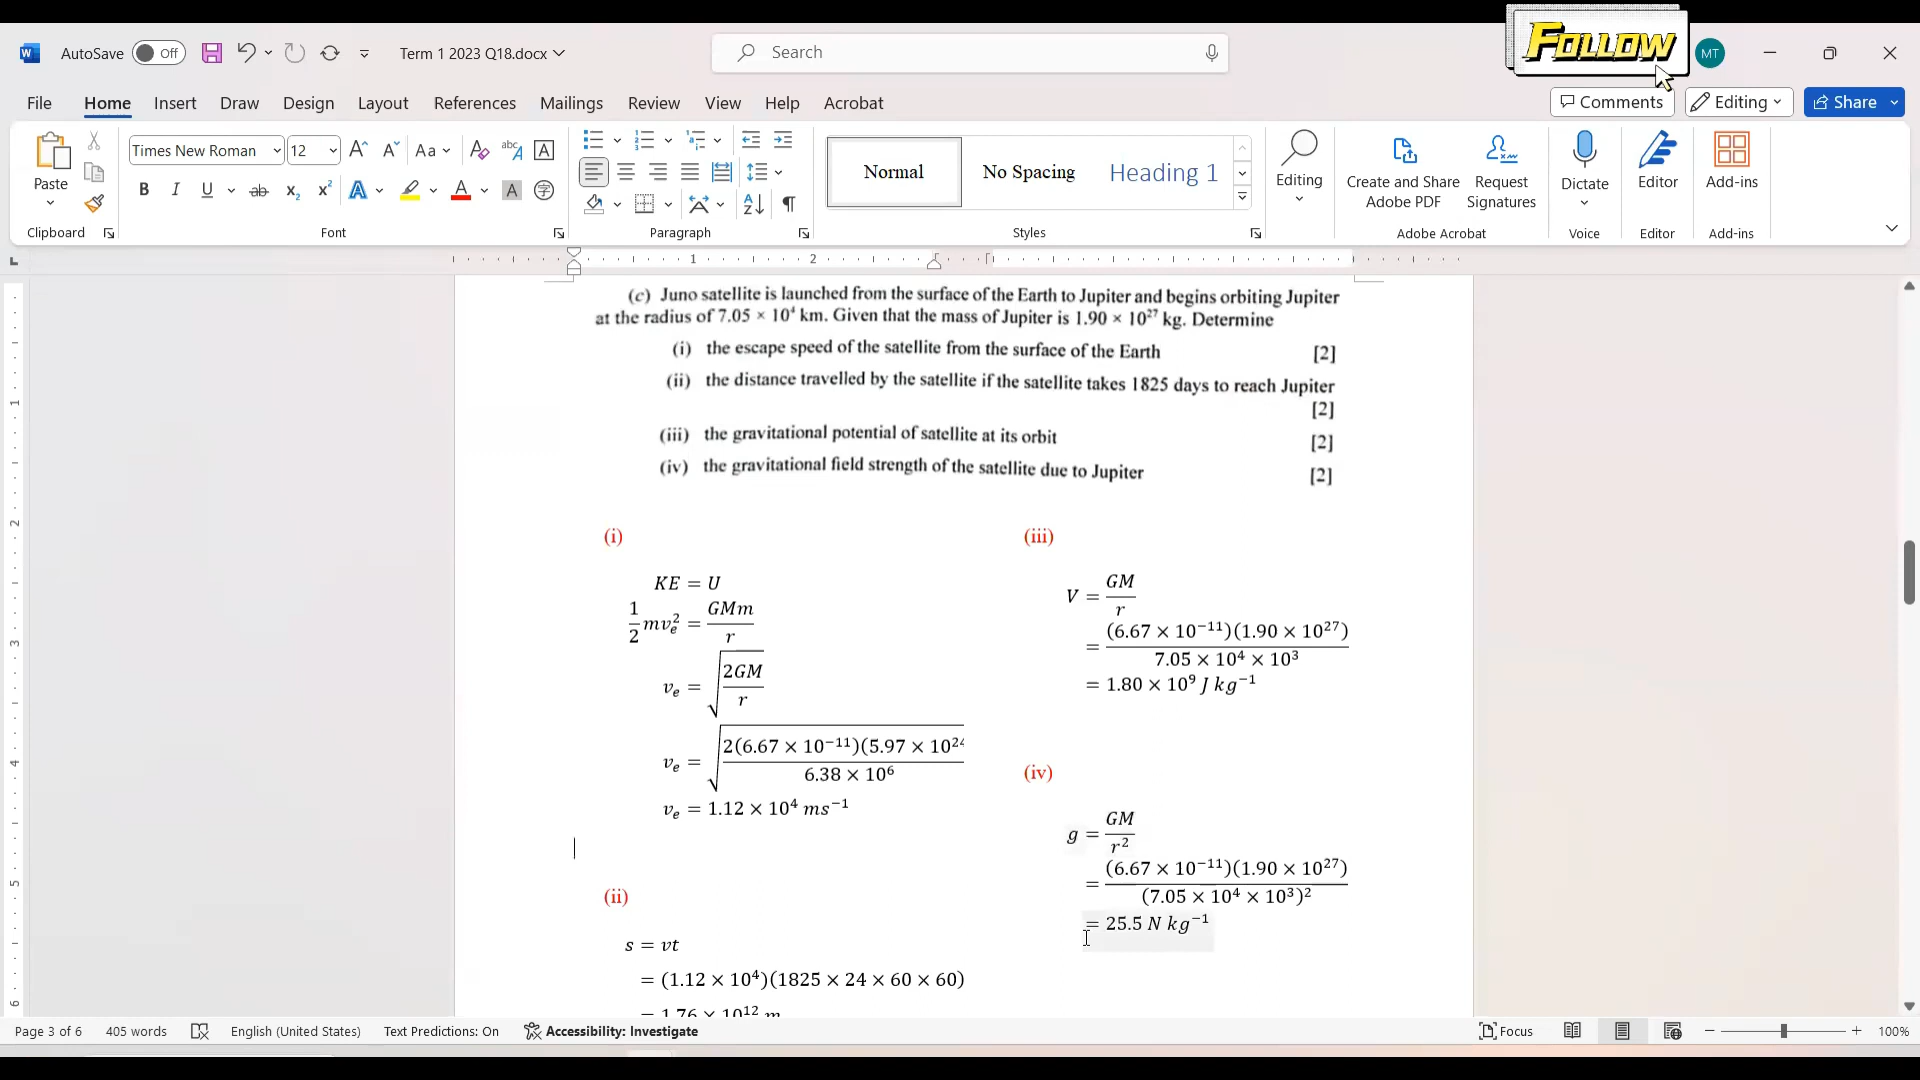 AutoSave Off Term 1 2023 Q18.docx Search FOLLOW MT
File Home Insert Draw Design Layout References Mailings Review View Help Acrobat Comments Editing Share
Paste Times New Roman 12 Aa Normal No Spacing Heading 1 Editing Create and Share Adobe PDF Request Signatures Dictate Editor Add-ins
Clipboard Font Paragraph Styles Adobe Acrobat Voice Editor Add-ins
1 2
(c) Juno satellite is launched from the surface of the Earth to Jupiter and begins orbiting Jupiter
at the radius of 7.05 × 10⁴ km. Given that the mass of Jupiter is 1.90 × 10²⁷ kg. Determine
(i) the escape speed of the satellite from the surface of the Earth [2]
(ii) the distance travelled by the satellite if the satellite takes 1825 days to reach Jupiter
[2]
(iii) the gravitational potential of satellite at its orbit [2]
(iv) the gravitational field strength of the satellite due to Jupiter [2]
(i)
KE = U
1/2 mvₑ² = GMm/r
vₑ = √(2GM/r)
vₑ = √(2(6.67 × 10⁻¹¹)(5.97 × 10²⁴/6.38 × 10⁶
vₑ = 1.12 × 10⁴ ms⁻¹
(ii)
s = vt
= (1.12 × 10⁴)(1825 × 24 × 60 × 60)
= 1.76 × 10¹² m
(iii)
V = GM/r
= (6.67 × 10⁻¹¹)(1.90 × 10²⁷)/7.05 × 10⁴ × 10³
= 1.80 × 10⁹ J kg⁻¹
(iv)
g = GM/r²
= (6.67 × 10⁻¹¹)(1.90 × 10²⁷)/(7.05 × 10⁴ × 10³)²
= 25.5 N kg⁻¹
Page 3 of 6 405 words English (United States) Text Predictions: On Accessibility: Investigate Focus 100%